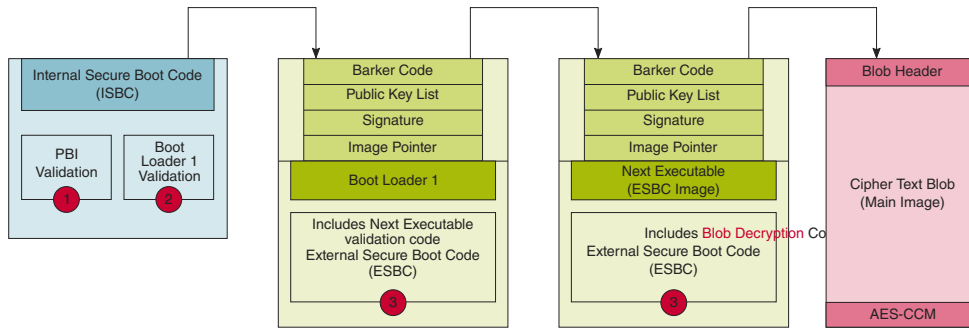 Internal Secure Boot Code
(ISBC)
PBI
Validation
1
Boot
Loader 1
Validation
2
Barker Code
Public Key List
Signature
Image Pointer
Boot Loader 1
Includes Next Executable
validation code
External Secure Boot Code
(ESBC)
3
Barker Code
Public Key List
Signature
Image Pointer
Next Executable
(ESBC Image)
Includes Blob Decryption Co
External Secure Boot Code
(ESBC)
3
Blob Header
Cipher Text Blob
(Main Image)
AES-CCM